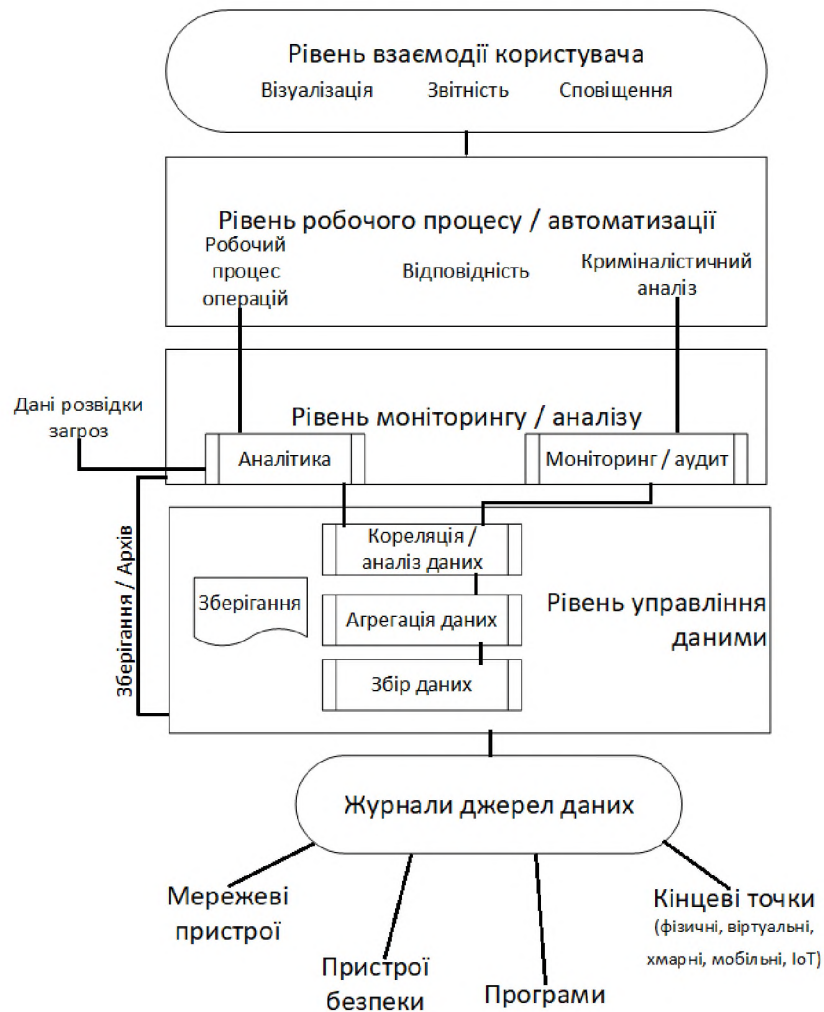 Рівень взаємодії користувача
Візуалізація Звітність Сповіщення
Рівень робочого процесу / автоматизації
Робочий
процес
операцій
Відповідність
Криміналістичний
аналіз
Дані розвідки
загроз
Рівень моніторингу / аналізу
Аналітика
Моніторинг / аудит
Зберігання / Архів
Кореляція /
аналіз даних
Зберігання
Агрегація даних
Збір даних
Рівень управління
даними
Журнали джерел даних
Мережеві
пристрої
Пристрої
безпеки
Програми
Кінцеві точки
(фізичні, віртуальні,
хмарні, мобільні, IoT)